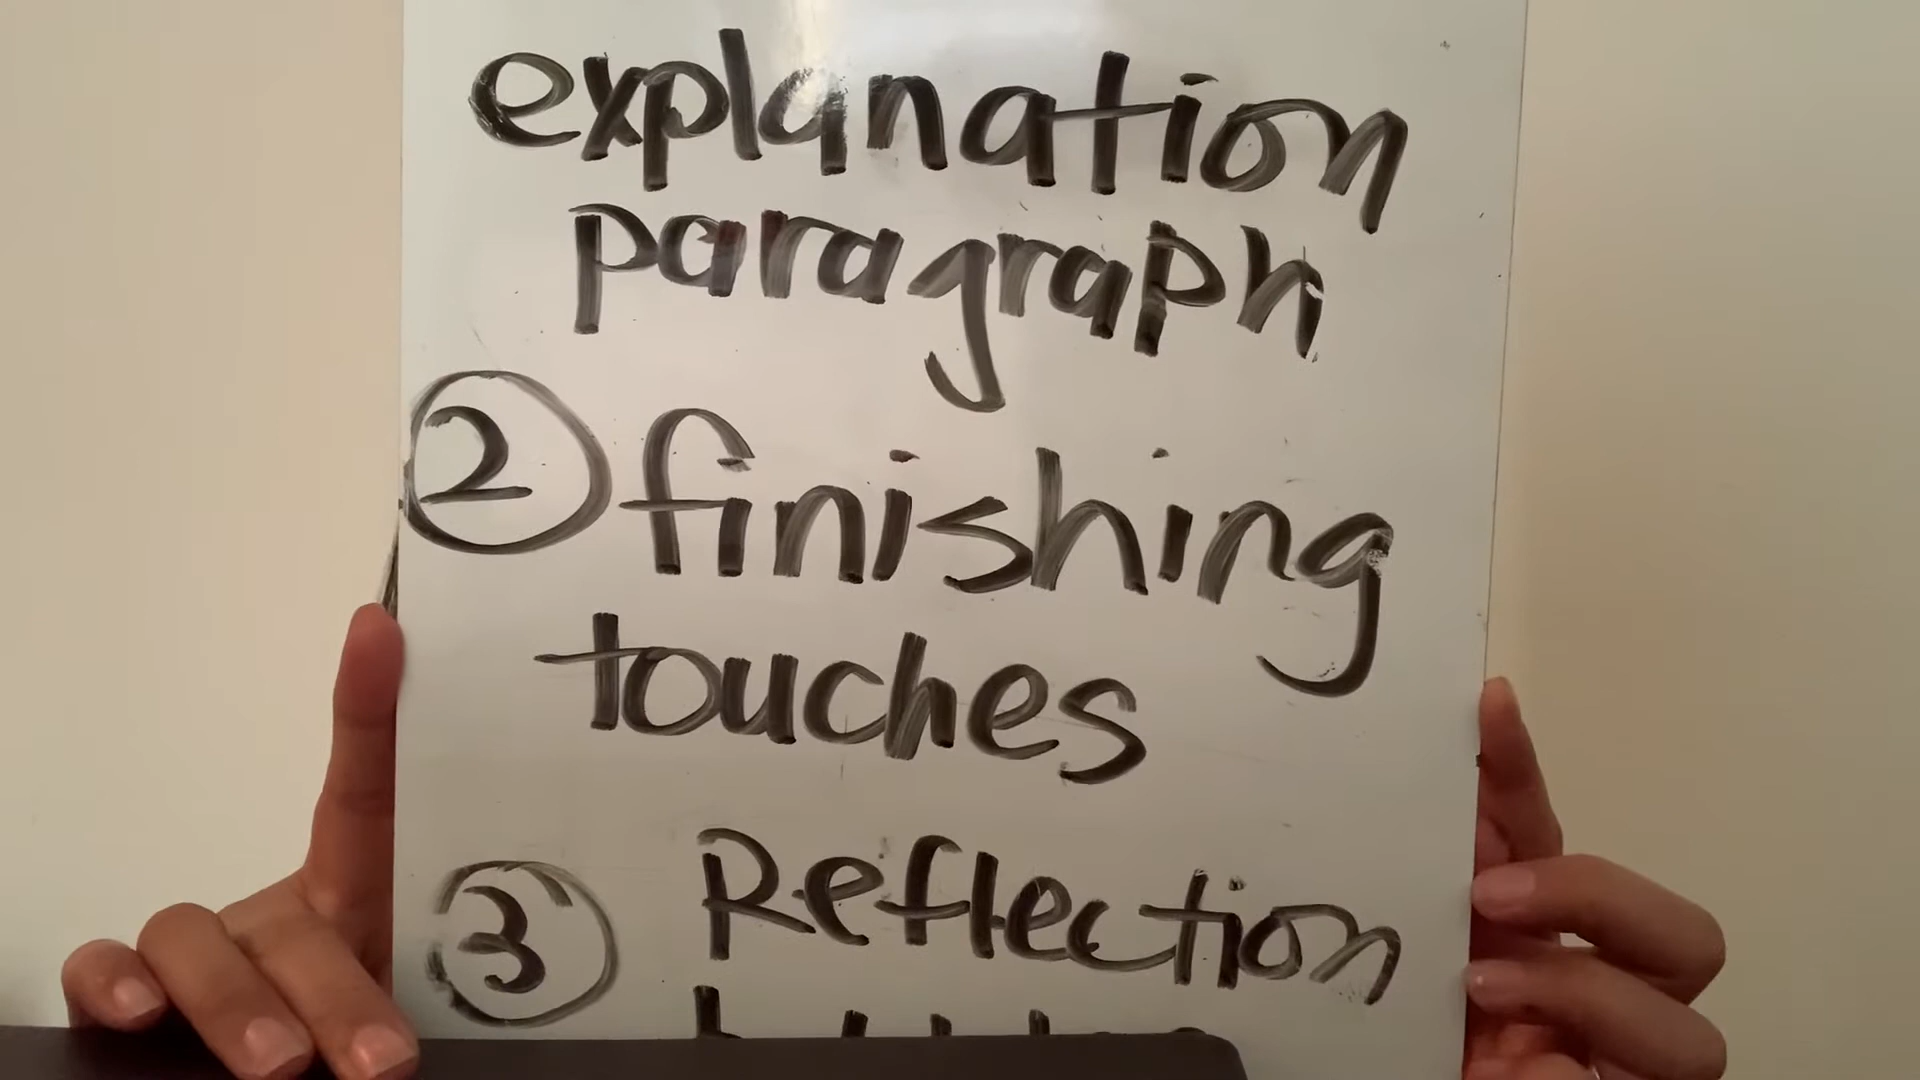 explanation
paragraph
2 finishing
touches
3 Reflection